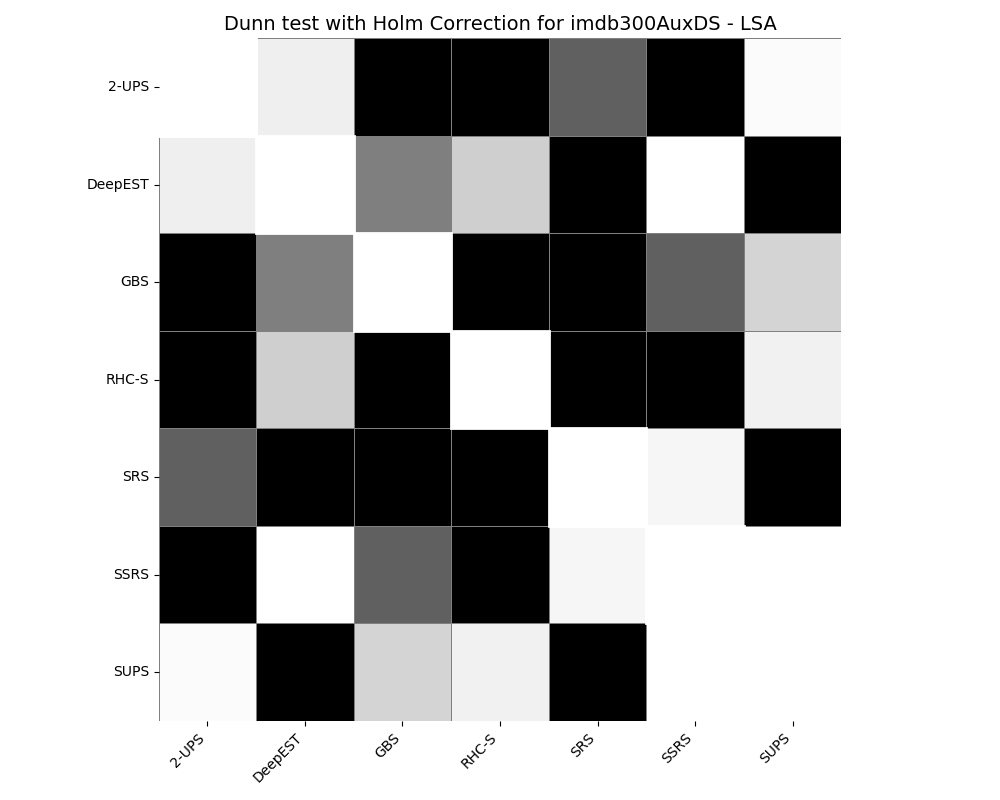 Dunn test with Holm Correction for imdb300AuxDS - LSA
2-UPS
DeepEST
GBS
RHC-S
SRS
SSRS
SUPS
2-UPS
DeepEST
GBS
RHC-S
SRS
SSRS
SUPS